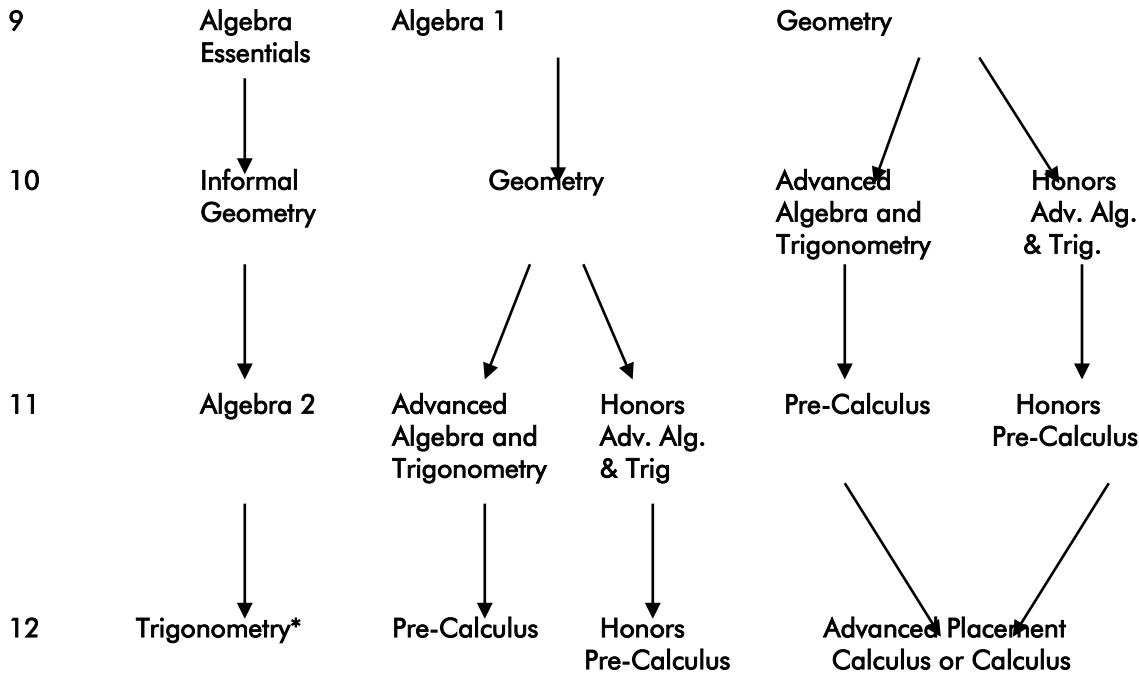 9 Algebra Algebra 1 Geometry
Essentials
10 Informal Geometry Advanced Honors
Geometry Algebra and Adv. Alg.
Trigonometry & Trig.
11 Algebra 2 Advanced Honors Pre-Calculus Honors
Algebra and Adv. Alg. Pre-Calculus
Trigonometry & Trig
12 Trigonometry* Pre-Calculus Honors Advanced Placement
Pre-Calculus Calculus or Calculus